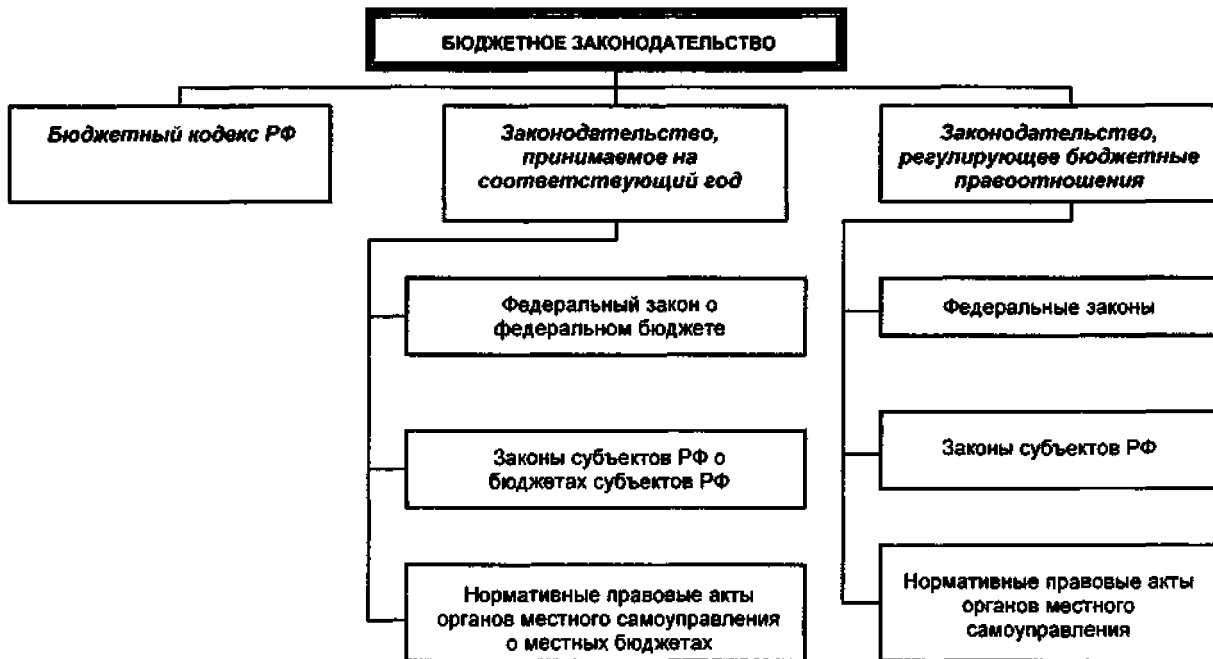 БЮДЖЕТНОЕ ЗАКОНОДАТЕЛЬСТВО
Бюджетный кодекс РФ
Законодательство,
принимаемое на
соответствующий год
Законодательство,
регулирующее бюджетные
правоотношения
Федеральный закон о
федеральном бюджете
Законы субъектов РФ о
бюджетах субъектов РФ
Нормативные правовые акты
органов местного самоуправления
о местных бюджетах
Федеральные законы
Законы субъектов РФ
Нормативные правовые акты
органов местного
самоуправления